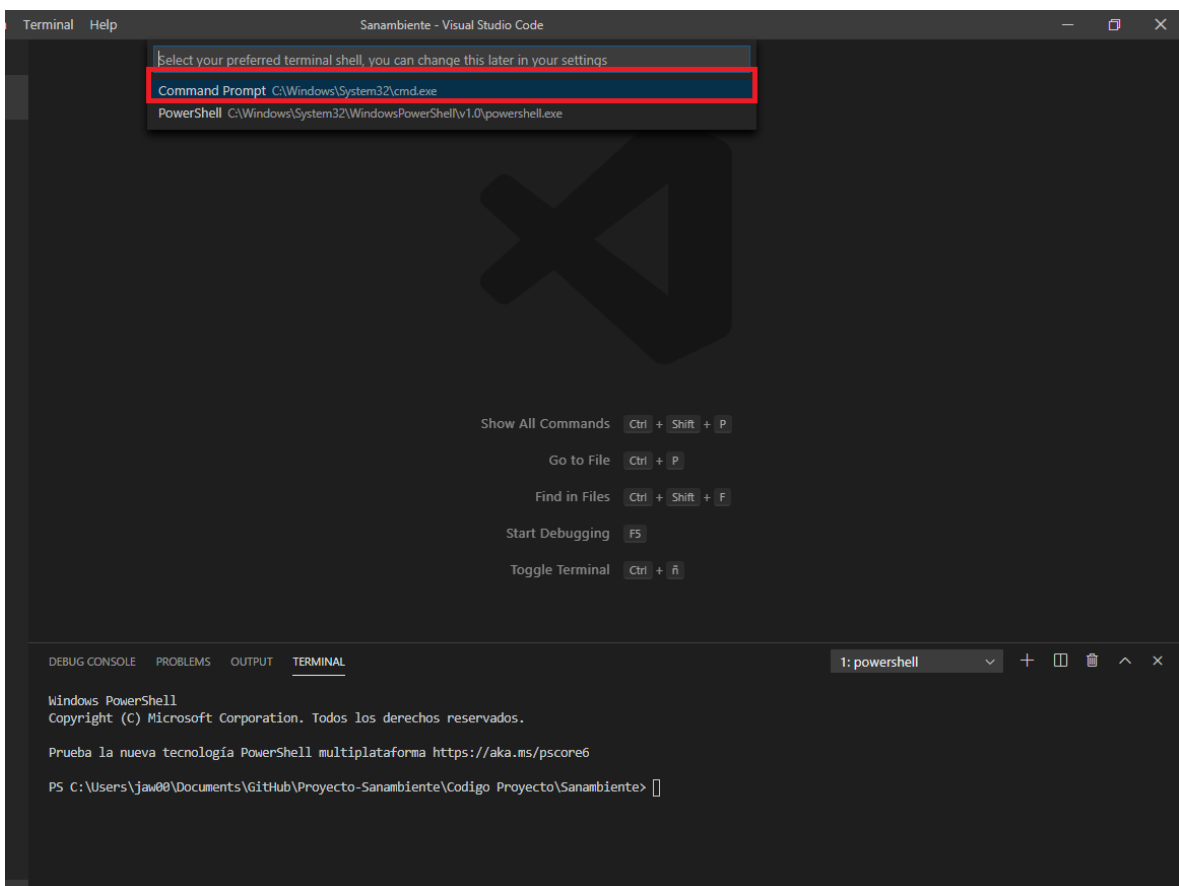 Terminal Help Sanambiente - Visual Studio Code
Select your preferred terminal shell, you can change this later in your settings
Command Prompt C:\Windows\System32\cmd.exe
PowerShell C:\Windows\System32\WindowsPowerShell\v1.0\powershell.exe
Show All Commands Ctrl + Shift + P
Go to File Ctrl + P
Find in Files Ctrl + Shift + F
Start Debugging F5
Toggle Terminal Ctrl + ñ
DEBUG CONSOLE PROBLEMS OUTPUT TERMINAL 1: powershell
Windows PowerShell
Copyright (C) Microsoft Corporation. Todos los derechos reservados.
Prueba la nueva tecnología PowerShell multiplataforma https://aka.ms/pscore6
PS C:\Users\jaw00\Documents\GitHub\Proyecto-Sanambiente\Codigo Proyecto\Sanambiente>